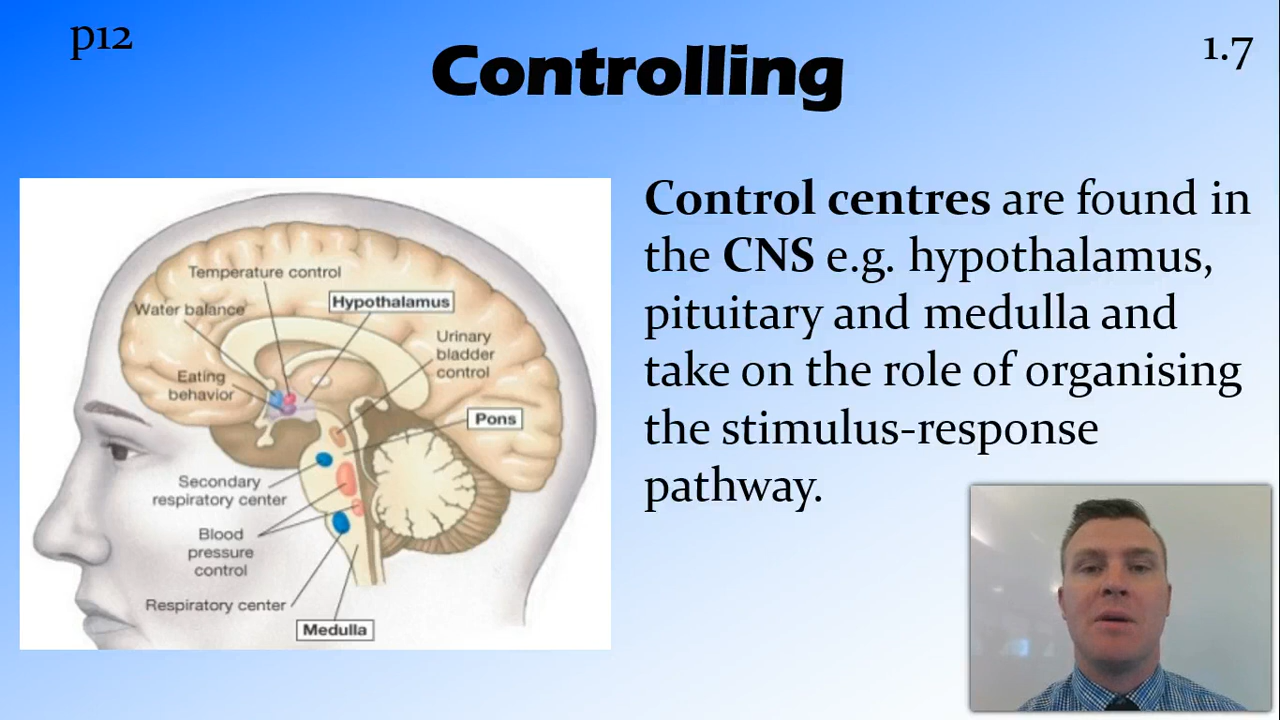 p12
Controlling
1.7
Control centres are found in
the CNS e.g. hypothalamus,
pituitary and medulla and
take on the role of organising
the stimulus-response
pathway.
Temperature control
Water balance
Hypothalamus
Urinary
bladder
control
Eating
behavior
Pons
Secondary
respiratory center
Blood
pressure
control
Respiratory center
Medulla